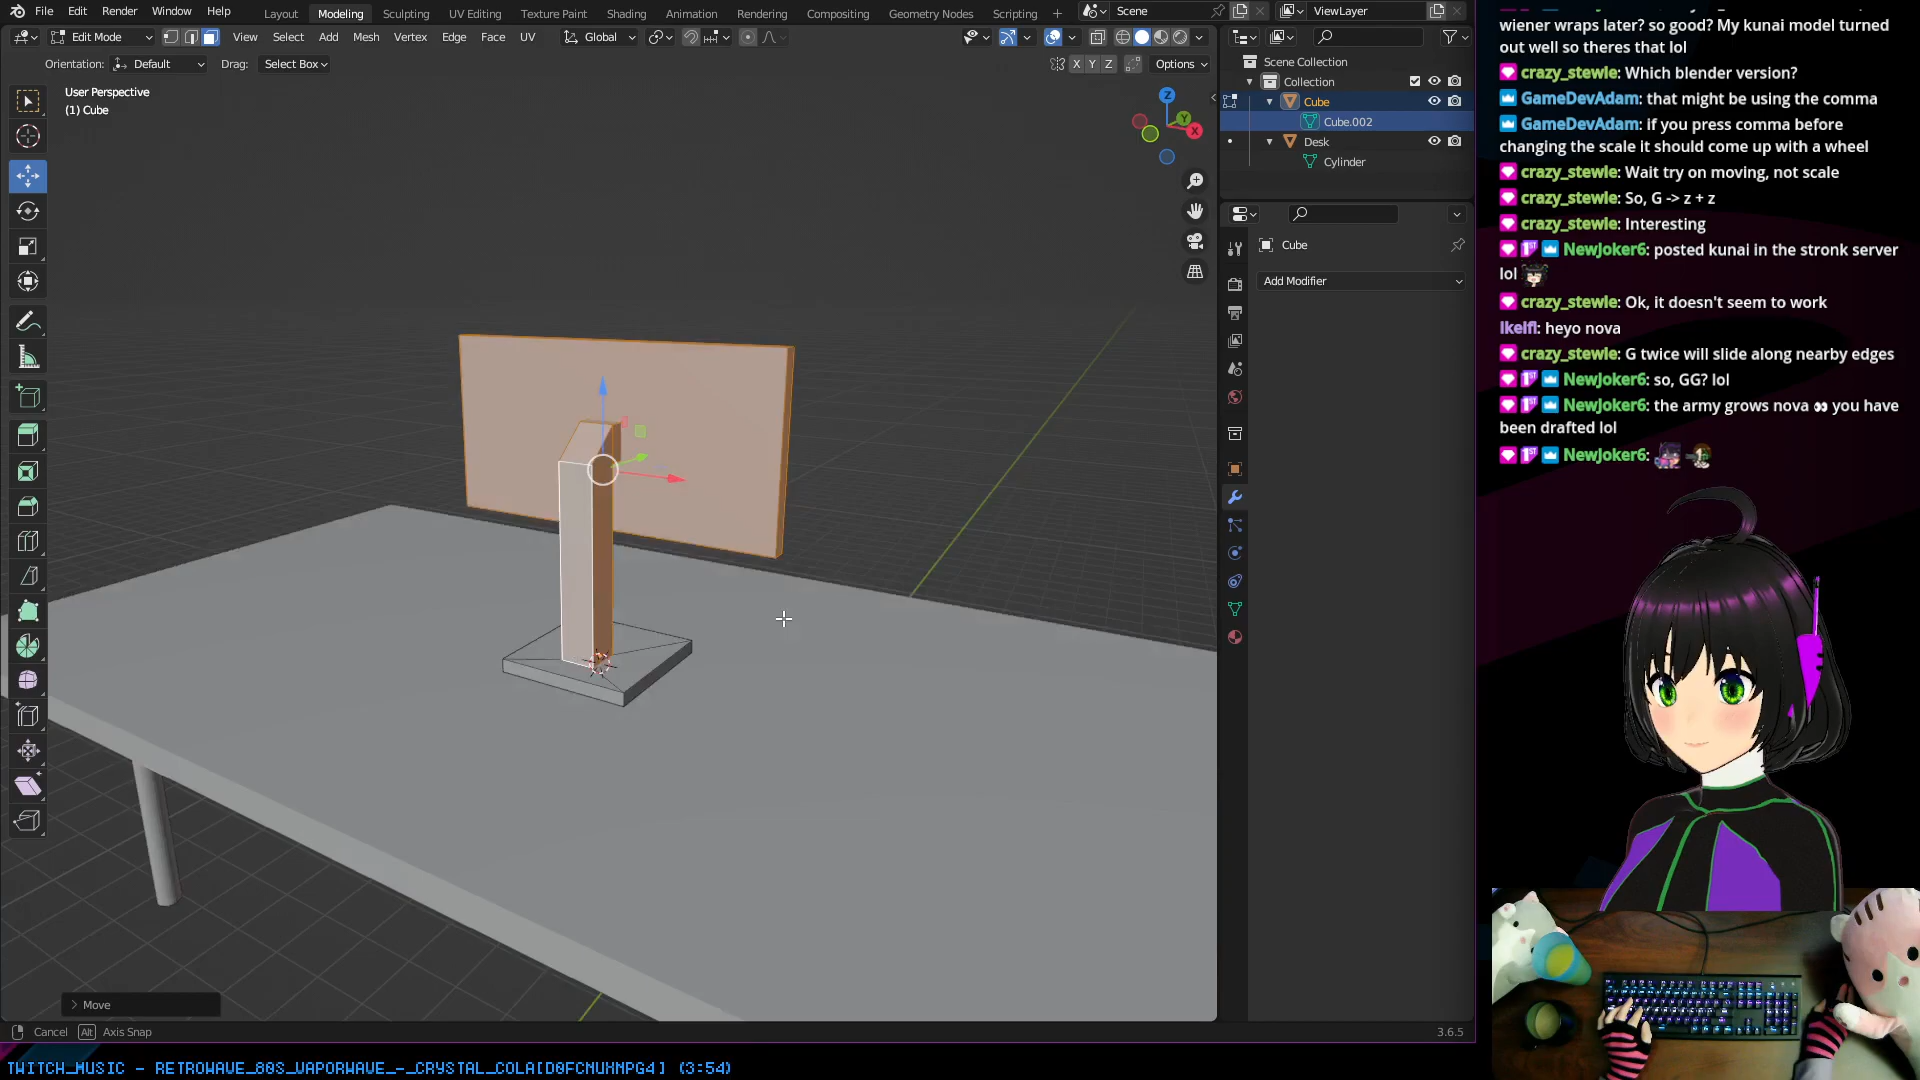 File Edit Render Window Help Layout Modeling Sculpting UV Editing Texture Paint Shading Animation Rendering Compositing Geometry Nodes Scripting + Scene ViewLayer
Edit Mode View Select Add Mesh Vertex Edge Face UV Global
Orientation: Default Drag: Select Box X Y Z Options
User Perspective
(1) Cube
Z
Y
X
Scene Collection
Collection
Cube
Cube.002
Desk
Cylinder
Cube
Add Modifier
Move
Cancel Alt Axis Snap 3.6.5
wiener wraps later? so good? My kunai model turned
out well so theres that lol
crazy_stewie: Which blender version?
GameDevAdam: that might be using the comma
GameDevAdam: if you press comma before
changing the scale it should come up with a wheel
crazy_stewie: Wait try on moving, not scale
crazy_stewie: So, G -> z + z
crazy_stewie: Interesting
1ST NewJoker6: posted kunai in the stronk server
lol
crazy_stewie: Ok, it doesn't seem to work
ikeifi: heyo nova
crazy_stewie: G twice will slide along nearby edges
1ST NewJoker6: so, GG? lol
1ST NewJoker6: the army grows nova 👀 you have
been drafted lol
1ST NewJoker6:
TWITCH_MUSIC - RETROWAVE_80S_VAPORWAVE_-_CRYSTAL_COLA[D0FCNUXNPG4] (3:54)